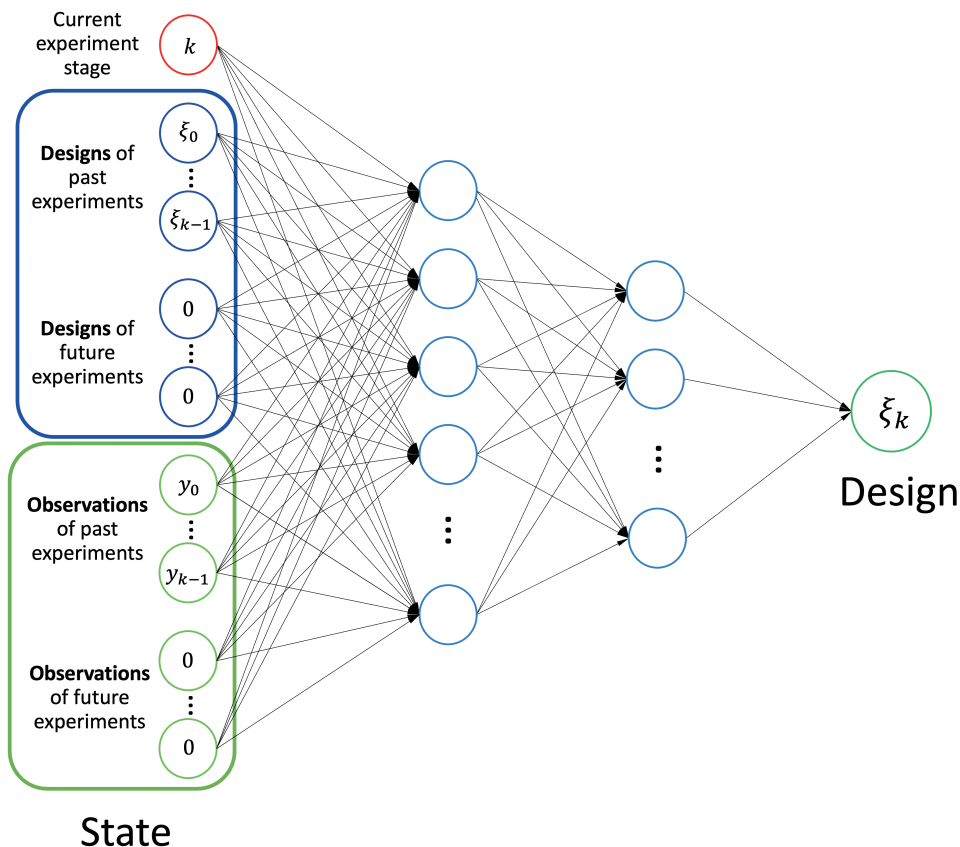 Current
experiment
stage
k
Designs of
past
experiments
ξ0
ξk−1
Designs of
future
experiments
0
0
Observations
of past
experiments
y0
yk−1
Observations
of future
experiments
0
0
State
ξk
Design